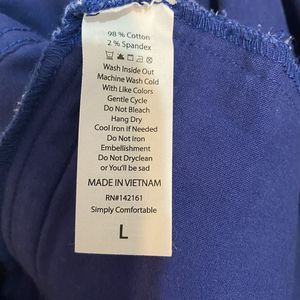 98 % Cotton
2 % Spandex
Wash Inside Out
Machine Wash Cold
With Like Colors
Gentle Cycle
Do Not Bleach
Hang Dry
Cool Iron If Needed
Do Not Iron
Embellishment
Do Not Dryclean
or You'll be sad
MADE IN VIETNAM
RN#142161
Simply Comfortable
L